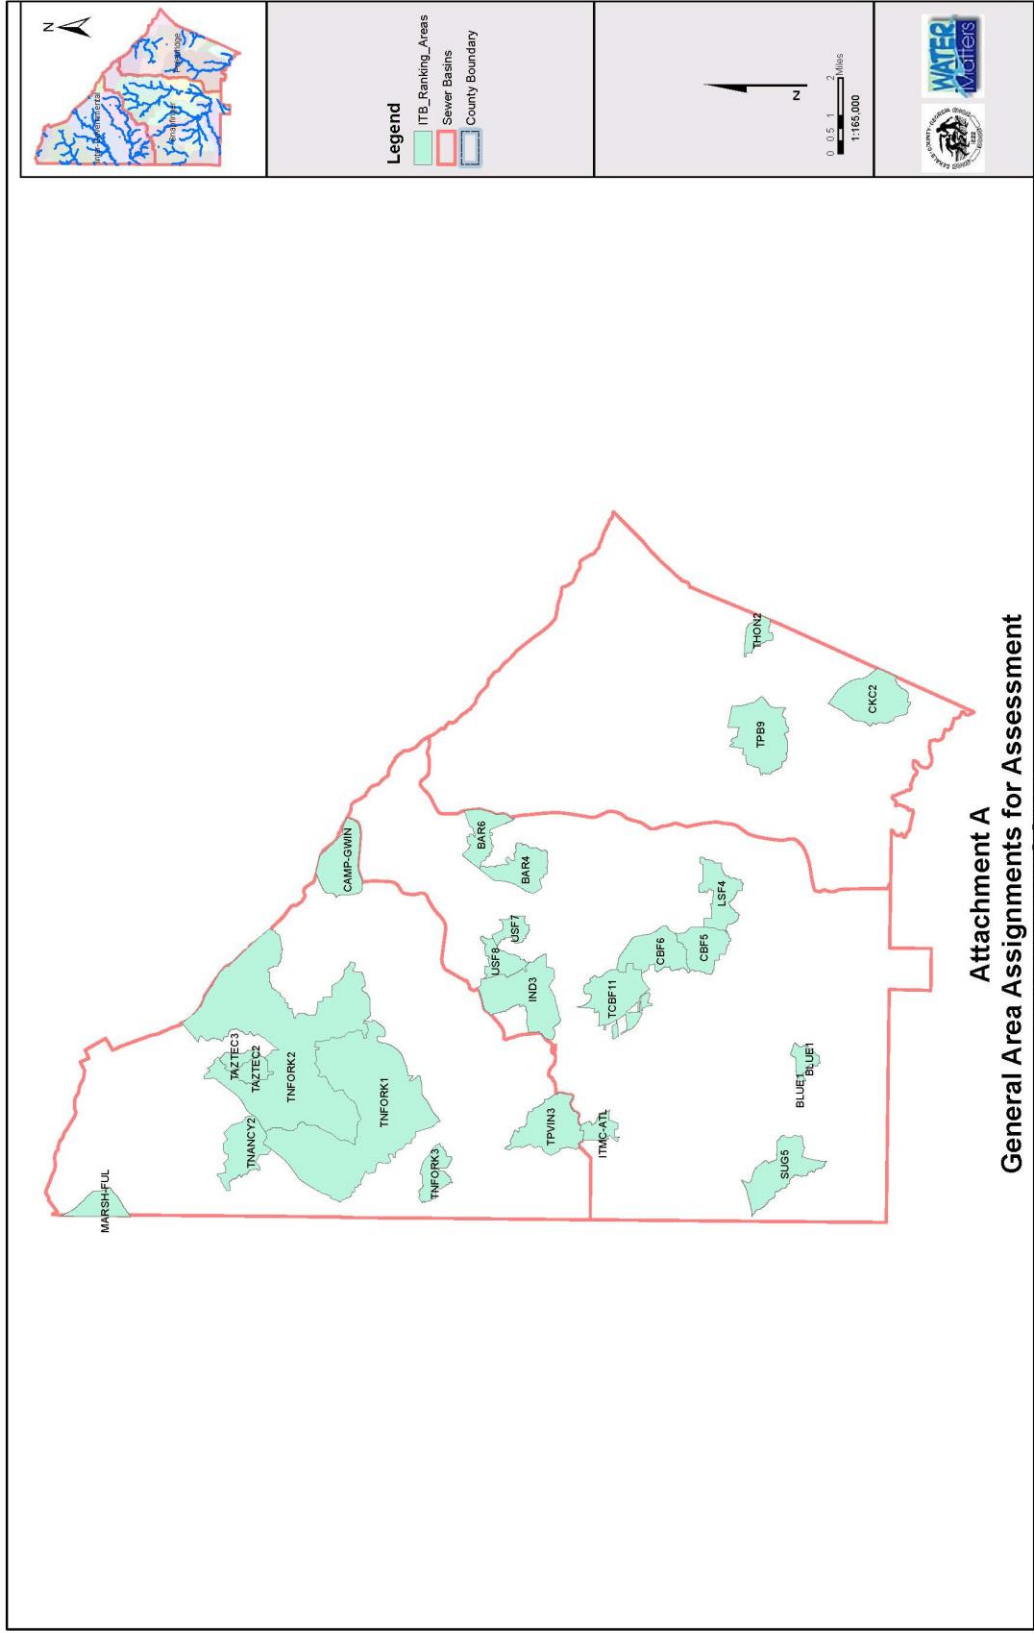 MARSH-FUL
TNANCY2
TAZTEC3
TAZTEC2
TNFORK2
TNFORK1
TNFORK3
CAMP-GWIN
TPVIN3
ITMC-ATL
USF8
USF7
IND3
BAR6
BAR4
TCBF11
CBF6
CBF5
LSF4
BLUE1
BLUE1
SUG5
THON2
TPB9
CKC2
Attachment A
General Area Assignments for Assessment
N
Legend
ITB_Ranking_Areas
Sewer Basins
County Boundary
N
0 0.5 1 2
Miles
1:165,000
WATER
Matters